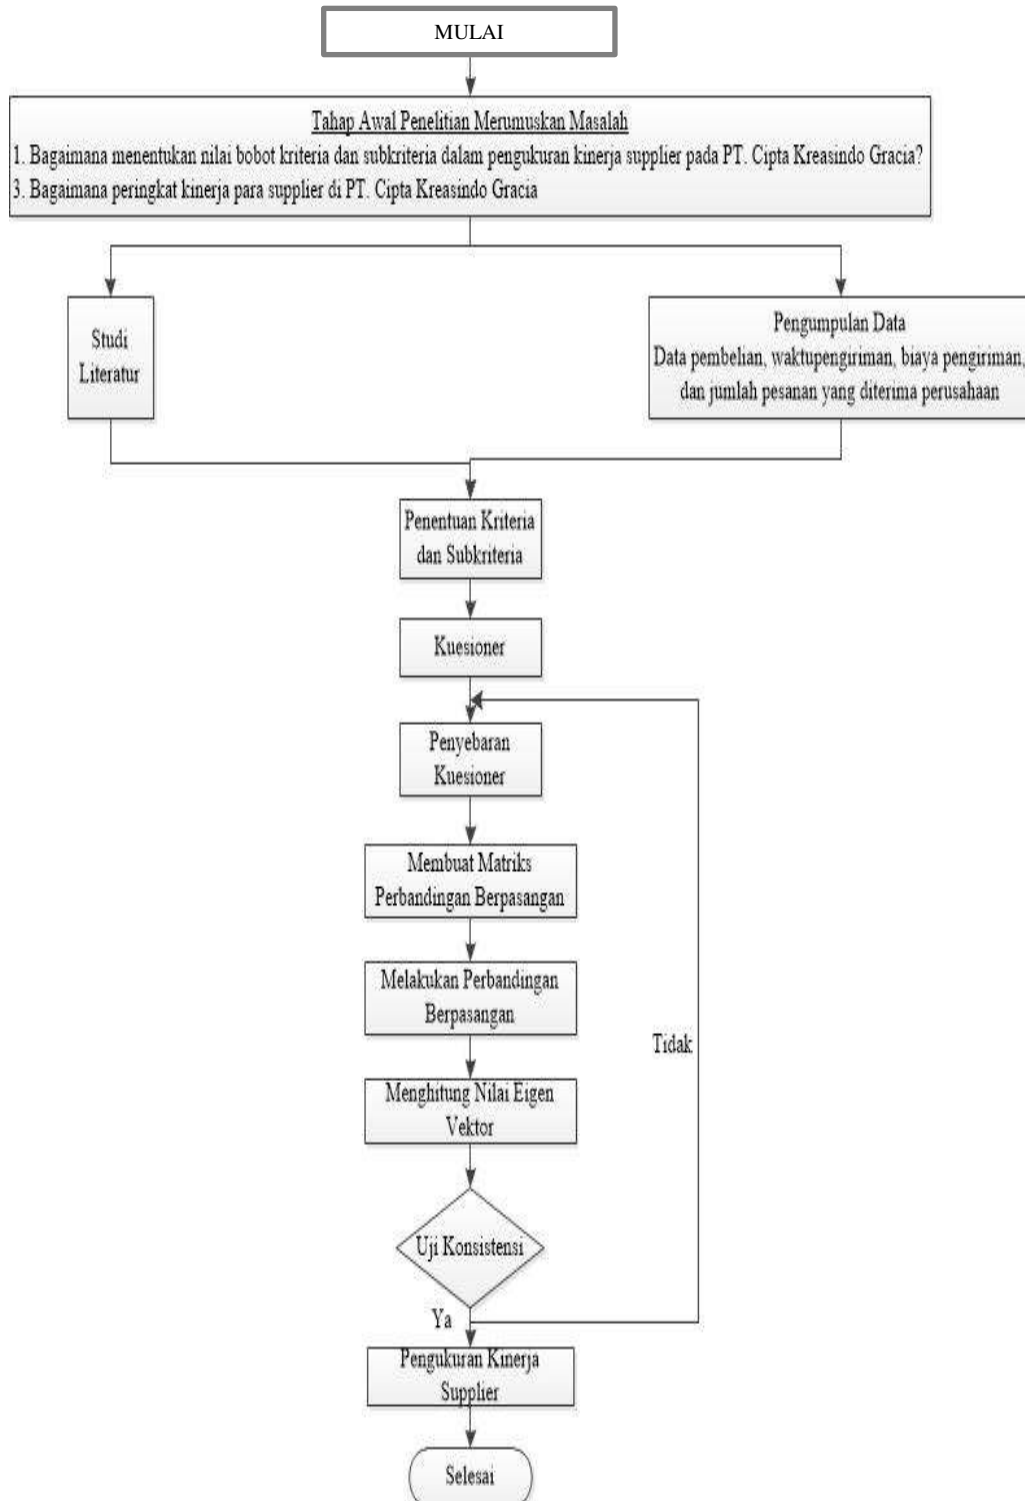 MULAI
Tahap Awal Penelitian Merumuskan Masalah
1. Bagaimana menentukan nilai bobot kriteria dan subkriteria dalam pengukuran kinerja supplier pada PT. Cipta Kreasindo Gracia?
3. Bagaimana peringkat kinerja para supplier di PT. Cipta Kreasindo Gracia
Studi
Literatur
Pengumpulan Data
Data pembelian, waktupengiriman, biaya pengiriman,
dan jumlah pesanan yang diterima perusahaan
Penentuan Kriteria
dan Subkriteria
Kuesioner
Penyebaran
Kuesioner
Membuat Matriks
Perbandingan Berpasangan
Melakukan Perbandingan
Berpasangan
Tidak
Menghitung Nilai Eigen
Vektor
Uji Konsistensi
Ya
Pengukuran Kinerja
Supplier
Selesai